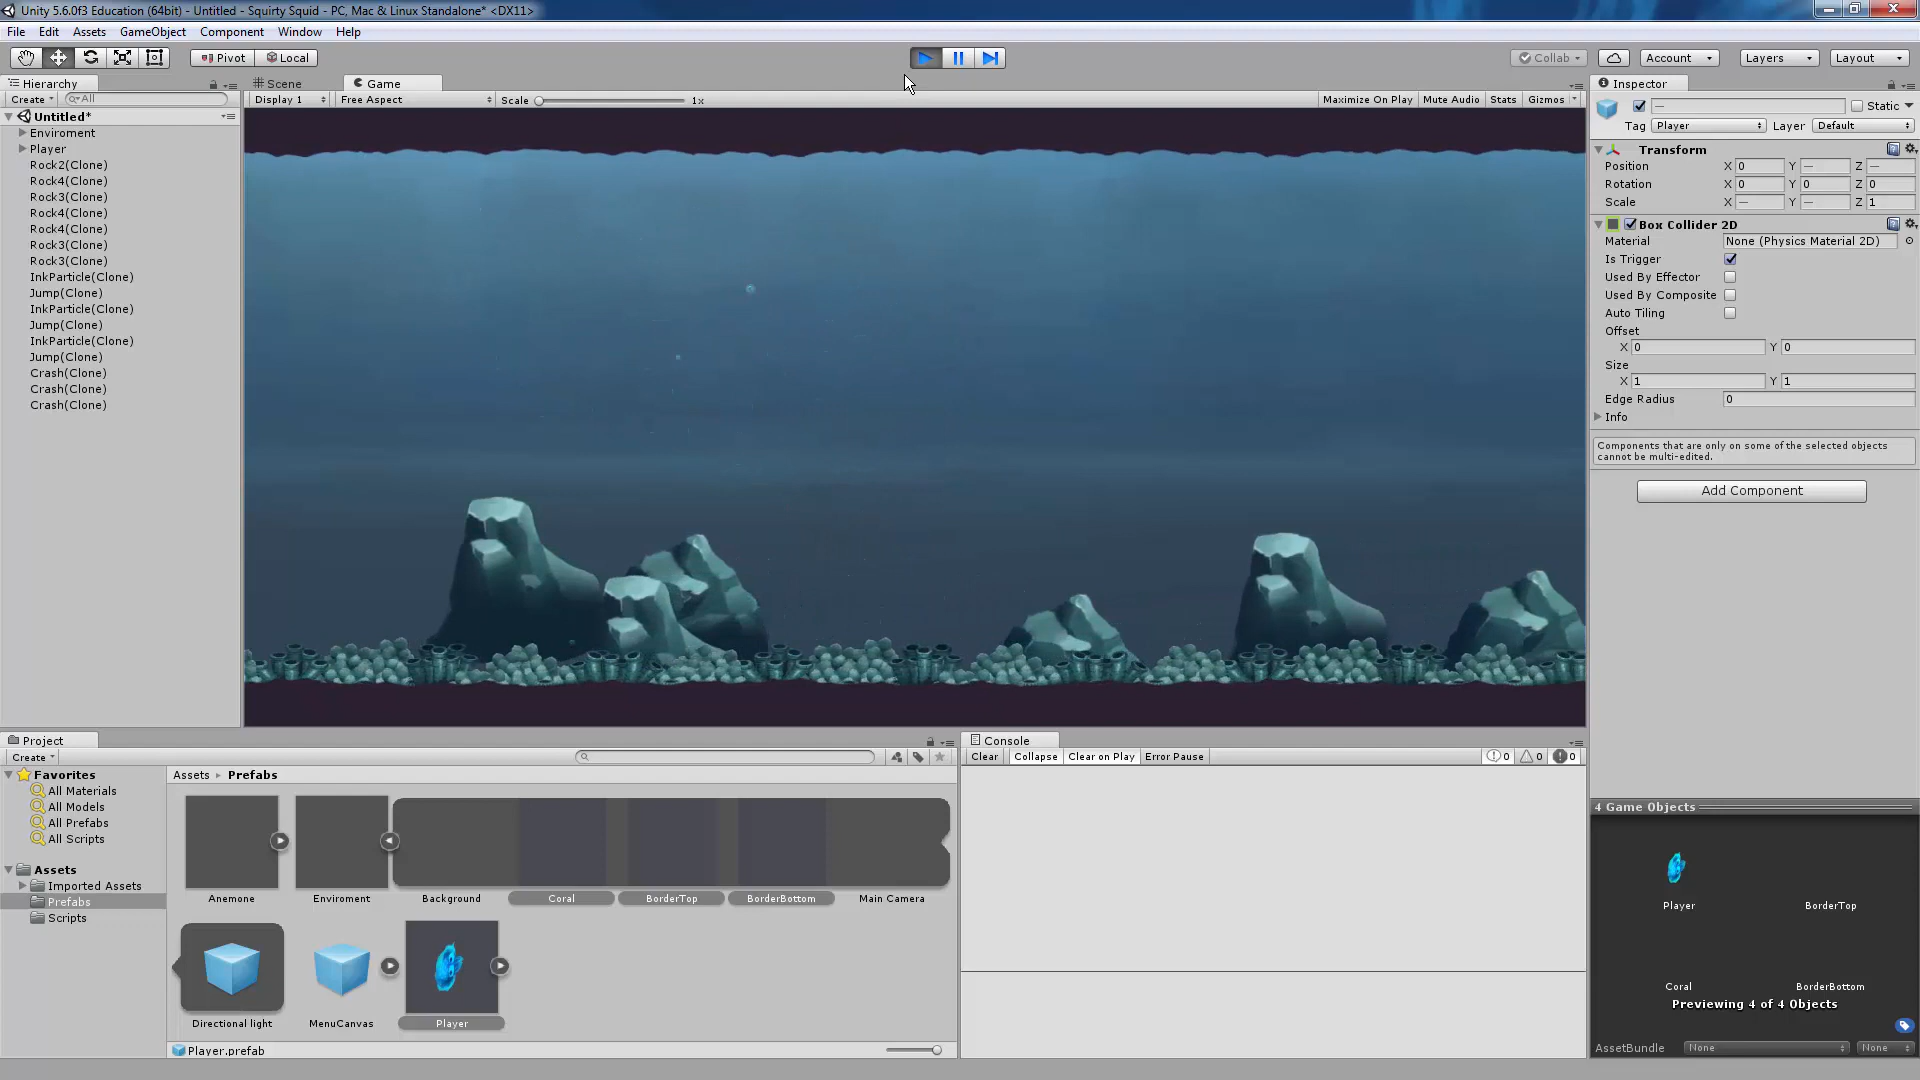 Unity 5.6.0f3 Education (64bit) - Untitled - Squirty Squid - PC, Mac & Linux Standalone* <DX11>
File Edit Assets GameObject Component Window Help
Pivot Local
Collab Account Layers Layout
Hierarchy
Create All
Untitled*
Enviroment
Player
Rock2(Clone)
Rock4(Clone)
Rock3(Clone)
Rock4(Clone)
Rock4(Clone)
Rock3(Clone)
Rock3(Clone)
InkParticle(Clone)
Jump(Clone)
InkParticle(Clone)
Jump(Clone)
InkParticle(Clone)
Jump(Clone)
Crash(Clone)
Crash(Clone)
Crash(Clone)
Scene Game
Display 1 Free Aspect Scale 1x Maximize On Play Mute Audio Stats Gizmos
Inspector
— Static
Tag Player Layer Default
Transform
Position X 0 Y — Z —
Rotation X 0 Y 0 Z 0
Scale X — Y — Z 1
Box Collider 2D
Material None (Physics Material 2D)
Is Trigger
Used By Effector
Used By Composite
Auto Tiling
Offset
X 0 Y 0
Size
X 1 Y 1
Edge Radius 0
Info
Components that are only on some of the selected objects
cannot be multi-edited.
Add Component
Project
Create
Favorites
All Materials
All Models
All Prefabs
All Scripts
Assets
Imported Assets
Prefabs
Scripts
Assets Prefabs
Anemone Enviroment Background Coral BorderTop BorderBottom Main Camera
Directional light MenuCanvas Player
Player.prefab
Console
Clear Collapse Clear on Play Error Pause 0 0 0
4 Game Objects
Player BorderTop
Coral BorderBottom
Previewing 4 of 4 Objects
AssetBundle None None